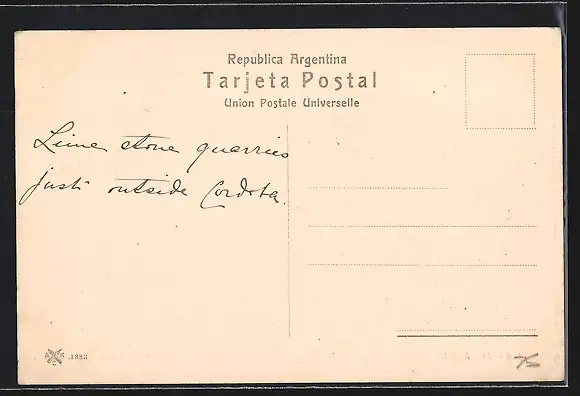 Republica Argentina
Tarjeta Postal
Union Postale Universelle
Lime stone quarries
just outside Cordoba.
1883